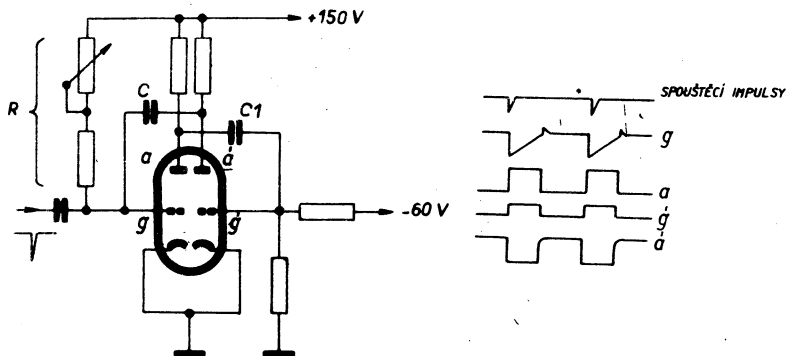 +150 V
R
C
C1
a
á
g
ǵ
-60 V
SPOUŠTĚCÍ IMPULSY
g
a
ǵ
á